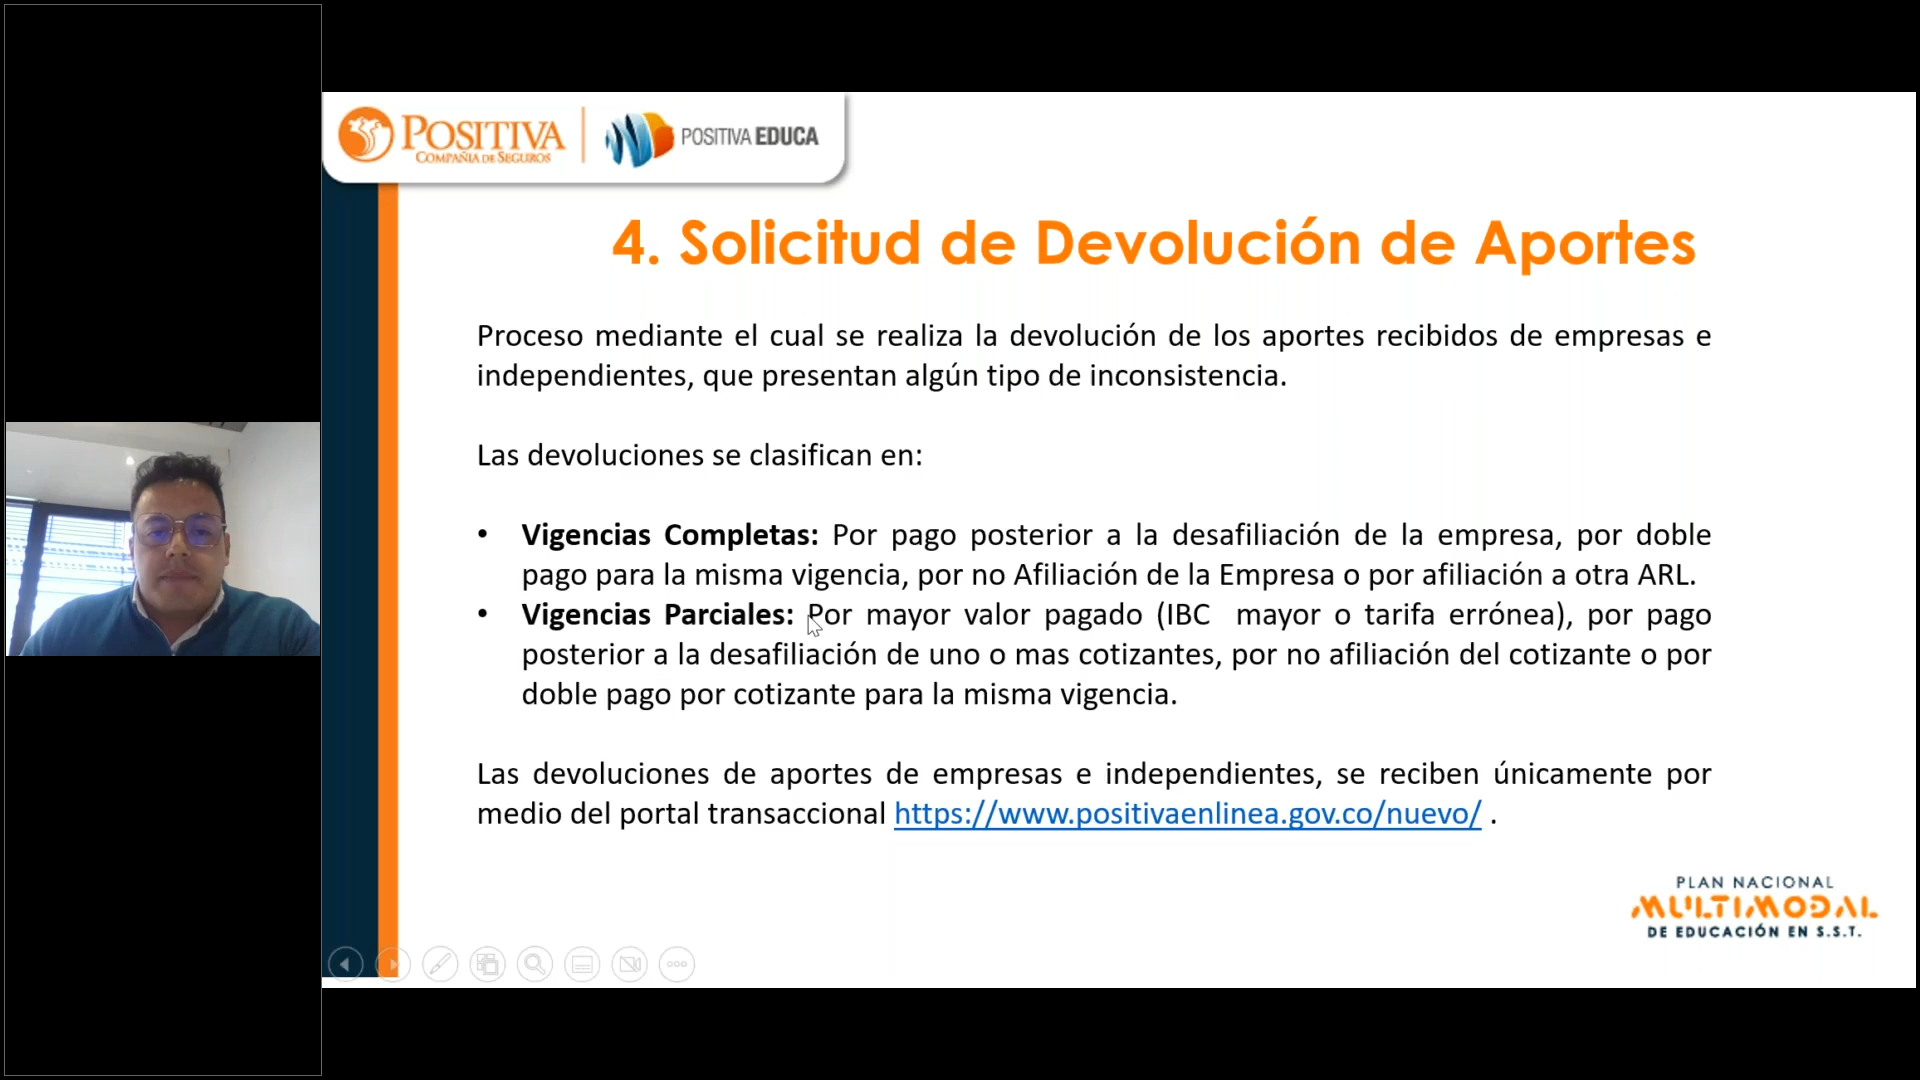 POSITIVA
COMPAÑIA DE SEGUROS
POSITIVA EDUCA
4. Solicitud de Devolución de Aportes
Proceso mediante el cual se realiza la devolución de los aportes recibidos de empresas e
independientes, que presentan algún tipo de inconsistencia.
Las devoluciones se clasifican en:
• Vigencias Completas: Por pago posterior a la desafiliación de la empresa, por doble
pago para la misma vigencia, por no Afiliación de la Empresa o por afiliación a otra ARL.
• Vigencias Parciales: Por mayor valor pagado (IBC mayor o tarifa errónea), por pago
posterior a la desafiliación de uno o mas cotizantes, por no afiliación del cotizante o por
doble pago por cotizante para la misma vigencia.
Las devoluciones de aportes de empresas e independientes, se reciben únicamente por
medio del portal transaccional https://www.positivaenlinea.gov.co/nuevo/ .
PLAN NACIONAL
MULTIMODAL
DE EDUCACIÓN EN S.S.T.